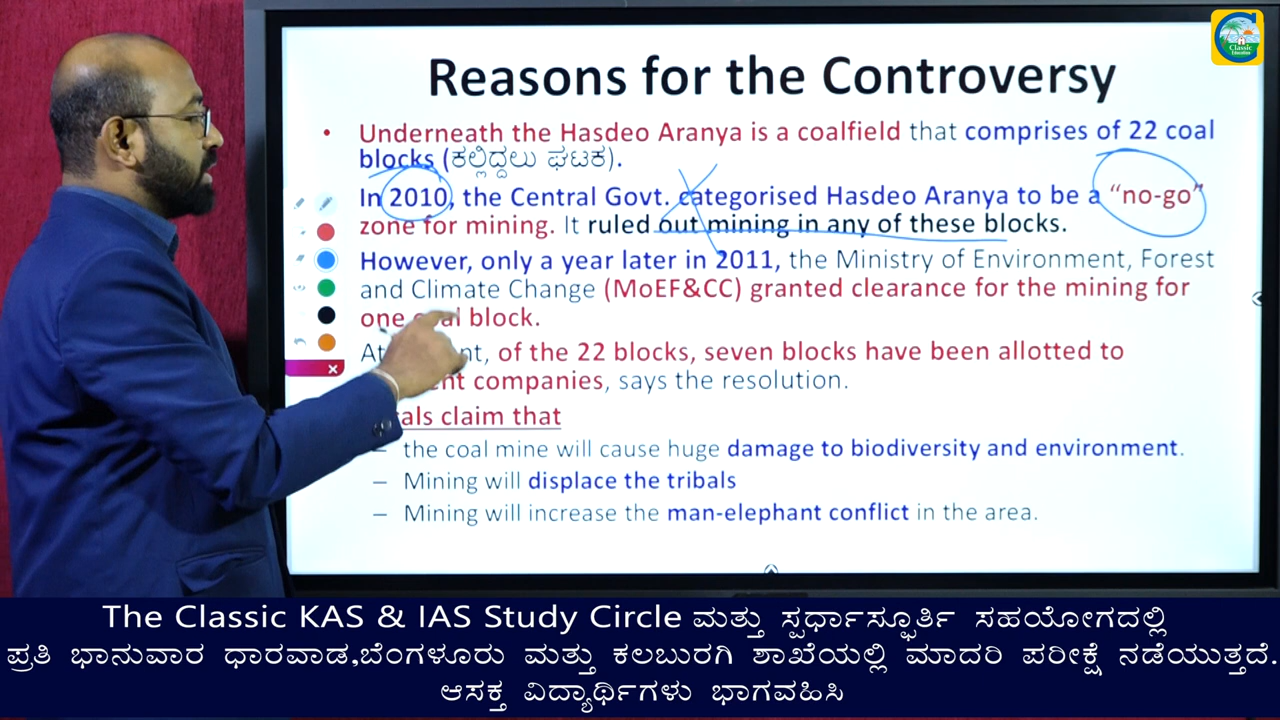 Classic
Education
Reasons for the Controversy
• Underneath the Hasdeo Aranya is a coalfield that comprises of 22 coal
blocks (ಕಲ್ಲಿದ್ದಲು ಘಟಕ).
In 2010, the Central Govt. categorised Hasdeo Aranya to be a “no-go”
zone for mining. It ruled out mining in any of these blocks.
However, only a year later in 2011, the Ministry of Environment, Forest
and Climate Change (MoEF&CC) granted clearance for the mining for
one coal block.
of the 22 blocks, seven blocks have been allotted to
companies, says the resolution.
claim that
– the coal mine will cause huge damage to biodiversity and environment.
– Mining will displace the tribals
– Mining will increase the man-elephant conflict in the area.
The Classic KAS & IAS Study Circle ಮತ್ತು ಸ್ಪರ್ಧಾಸ್ಫೂರ್ತಿ ಸಹಯೋಗದಲ್ಲಿ
ಪ್ರತಿ ಭಾನುವಾರ ಧಾರವಾಡ,ಬೆಂಗಳೂರು ಮತ್ತು ಕಲಬುರಗಿ ಶಾಖೆಯಲ್ಲಿ ಮಾದರಿ ಪರೀಕ್ಷೆ ನಡೆಯುತ್ತದೆ.
ಆಸಕ್ತ ವಿದ್ಯಾರ್ಥಿಗಳು ಭಾಗವಹಿಸಿ